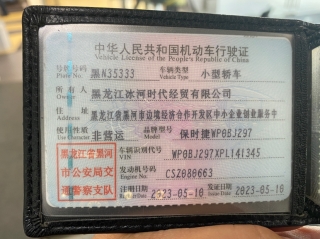 中华人民共和国机动车行驶证
Vehicle License of the People's Republic of China
号牌号码 黑N35333 车辆类型 小型轿车
Plate No. Vehicle Type
所有人 黑龙江冰河时代经贸有限公司
Owner
住址 黑龙江省黑河市边境经济合作开发区中小企业创业服务中
Address
使用性质 非营运 品牌型号 保时捷WP0BJ297
Use Character Model
黑龙江省黑河市公安局交通警察支队
车辆识别代号 WP0BJ297XPL141345
VIN
发动机号码 CSZ080663
Engine No.
注册日期 2023-05-10 发证日期 2023-05-10
Register Date Issue Date